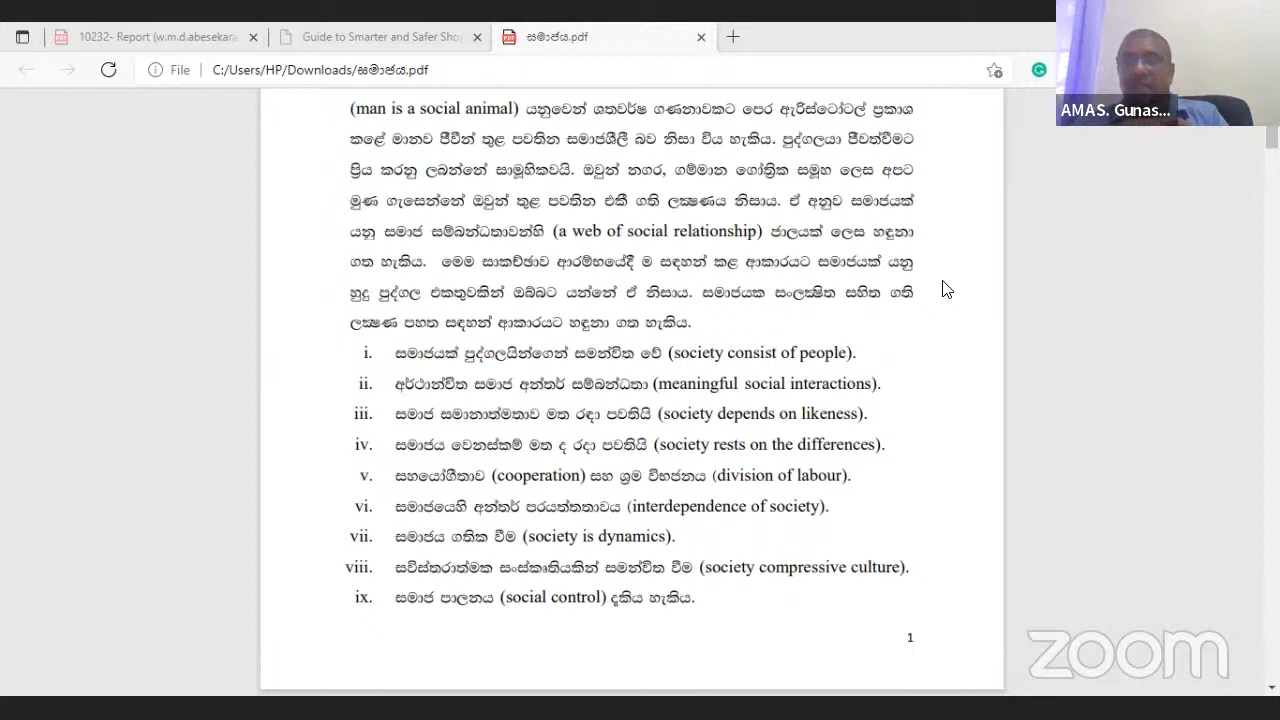 10232- Report (w.m.d.abesekara
Guide to Smarter and Safer Sho
සමාජය.pdf
File C:/Users/HP/Downloads/සමාජය.pdf
AMAS. Gunas...
(man is a social animal) යනුවෙන් ශතවර්ෂ ගණනාවකට පෙර ඇරිස්ටෝටල් ප්‍රකාශ
කළේ මානව ජීවීන් තුළ පවතින සමාජශීලී බව නිසා විය හැකිය. පුද්ගලයා ජීවත්වීමට
ප්‍රිය කරනු ලබන්නේ සාමූහිකවයි. ඔවුන් නගර, ගම්මාන ගෝත්‍රික සමූහ ලෙස අපට
මුණ ගැසෙන්නේ ඔවුන් තුළ පවතින එකී ගති ලක්‍ෂණය නිසාය. ඒ අනුව සමාජයක්
යනු සමාජ සම්බන්ධතාවන්හි (a web of social relationship) ජාලයක් ලෙස හඳුනා
ගත හැකිය. මෙම සාකච්ඡාව ආරම්භයේදී ම සඳහන් කළ ආකාරයට සමාජයක් යනු
හුදු පුද්ගල එකතුවකින් ඔබ්බට යන්නේ ඒ නිසාය. සමාජයක සංලක්‍ෂිත සහිත ගති
ලක්‍ෂණ පහත සඳහන් ආකාරයට හඳුනා ගත හැකිය.
i. සමාජයක් පුද්ගලයින්ගෙන් සමන්විත වේ (society consist of people).
ii. අර්ථාන්විත සමාජ අන්තර් සම්බන්ධතා (meaningful social interactions).
iii. සමාජ සමානාත්මතාව මත රඳා පවතියි (society depends on likeness).
iv. සමාජය වෙනස්කම් මත ද රදා පවතියි (society rests on the differences).
v. සහයෝගීතාව (cooperation) සහ ශ්‍රම විභජනය (division of labour).
vi. සමාජයෙහි අන්තර් පරයත්තතාවය (interdependence of society).
vii. සමාජය ගතික වීම (society is dynamics).
viii. සවිස්තරාත්මක සංස්කෘතියකින් සමන්විත වීම (society compressive culture).
ix. සමාජ පාලනය (social control) දැකිය හැකිය.
1
zoom